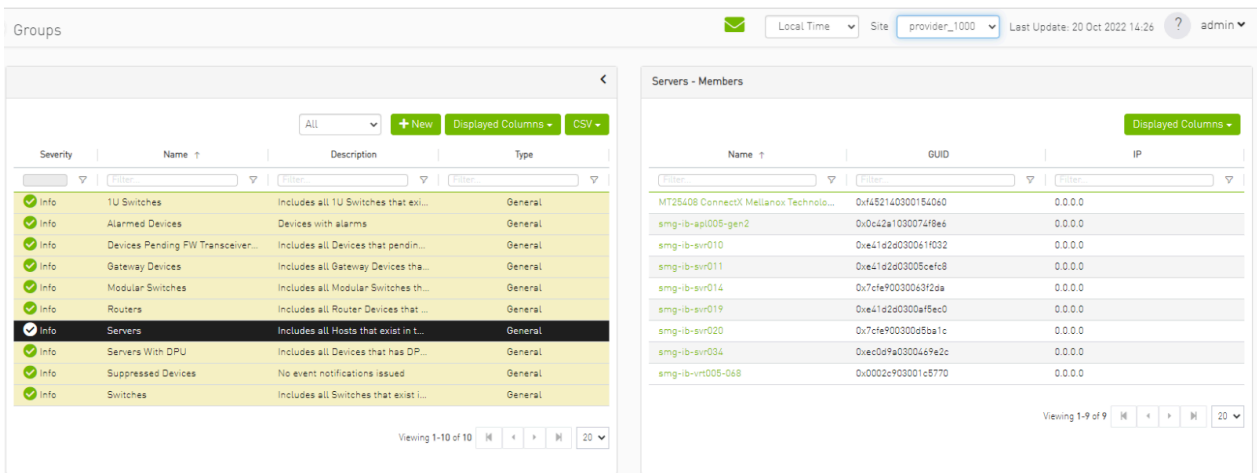 Groups
Local Time
Site
provider_1000
Last Update: 20 Oct 2022 14:26
?
admin
All
+ New
Displayed Columns
CSV
Severity Name ↑ Description Type
Filter... Filter... Filter...
Info 1U Switches Includes all 1U Switches that exi... General
Info Alarmed Devices Devices with alarms General
Info Devices Pending FW Transceiver... Includes all Devices that pendin... General
Info Gateway Devices Includes all Gateway Devices tha... General
Info Modular Switches Includes all Modular Switches th... General
Info Routers Includes all Router Devices that ... General
Info Servers Includes all Hosts that exist in t... General
Info Servers With DPU Includes all Devices that has DP... General
Info Suppressed Devices No event notifications issued General
Info Switches Includes all Switches that exist i... General
Viewing 1-10 of 10
20
Servers - Members
Displayed Columns
Name ↑ GUID IP
Filter... Filter... Filter...
MT25408 ConnectX Mellanox Technolo... 0xf452140300154060 0.0.0.0
smg-ib-apl005-gen2 0x0c42a1030074f8e6 0.0.0.0
smg-ib-svr010 0xe41d2d030061f032 0.0.0.0
smg-ib-svr011 0xe41d2d03005cefc8 0.0.0.0
smg-ib-svr014 0x7cfe90030063f2da 0.0.0.0
smg-ib-svr019 0xe41d2d0300af5ec0 0.0.0.0
smg-ib-svr020 0x7cfe900300d5ba1c 0.0.0.0
smg-ib-svr034 0xec0d9a0300469e2c 0.0.0.0
smg-ib-vrt005-068 0x0002c903001c5770 0.0.0.0
Viewing 1-9 of 9
20